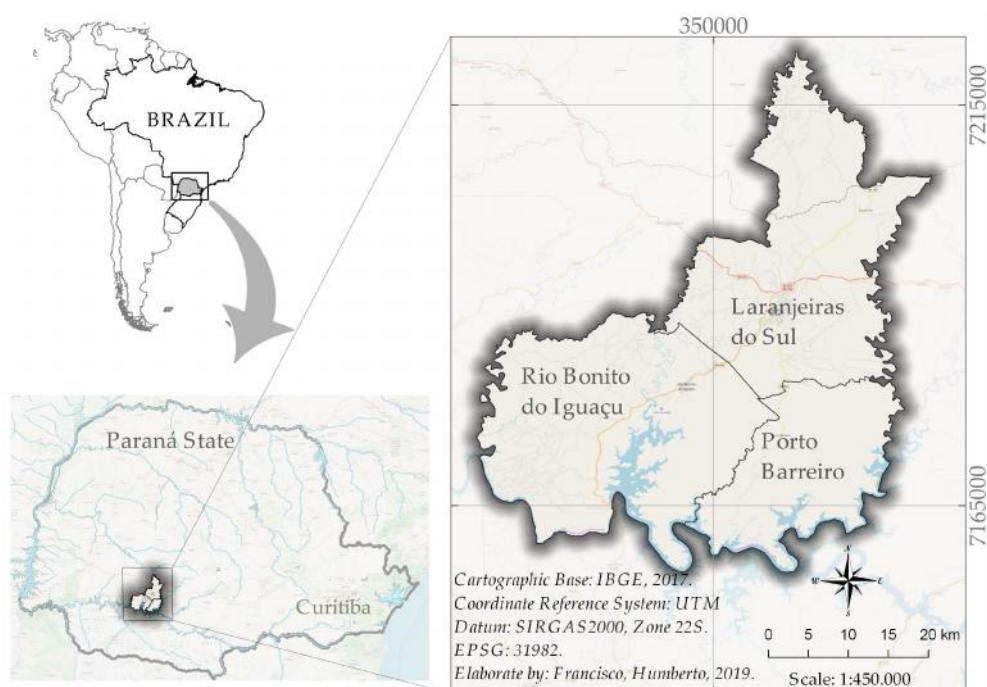 BRAZIL
350000
7215000
Laranjeiras
do Sul
Rio Bonito
do Iguaçu
Porto
Barreiro
7165000
Paraná State
Curitiba
Cartographic Base: IBGE, 2017.
Coordinate Reference System: UTM
Datum: SIRGAS2000, Zone 22S.
EPSG: 31982.
Elaborate by: Francisco, Humberto, 2019.
N
W
E
S
0 5 10 20 km
Scale: 1:450.000